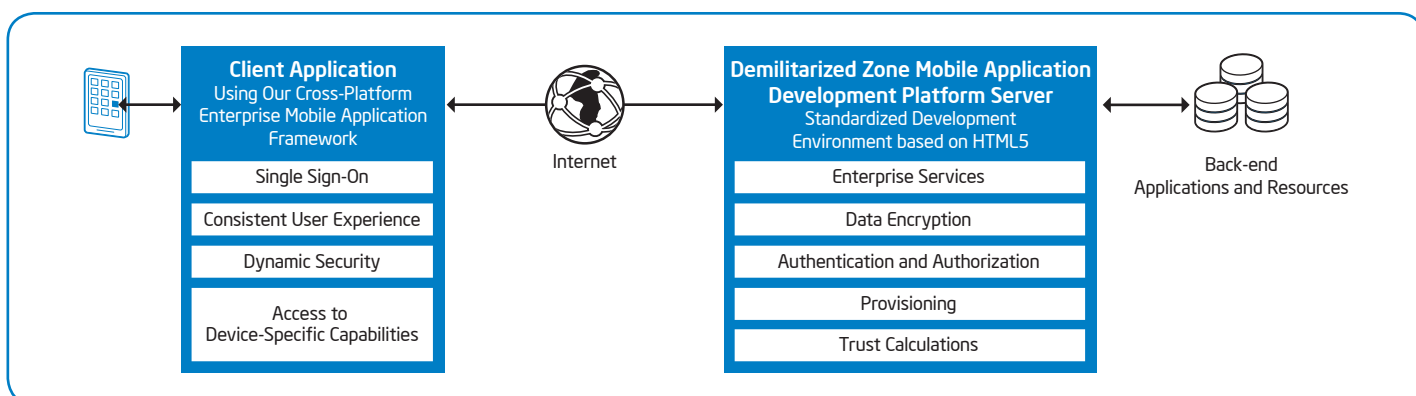 Client Application
Using Our Cross-Platform
Enterprise Mobile Application
Framework
Single Sign-On
Consistent User Experience
Dynamic Security
Access to
Device-Specific Capabilities
Internet
Demilitarized Zone Mobile Application
Development Platform Server
Standardized Development
Environment based on HTML5
Enterprise Services
Data Encryption
Authentication and Authorization
Provisioning
Trust Calculations
Back-end
Applications and Resources